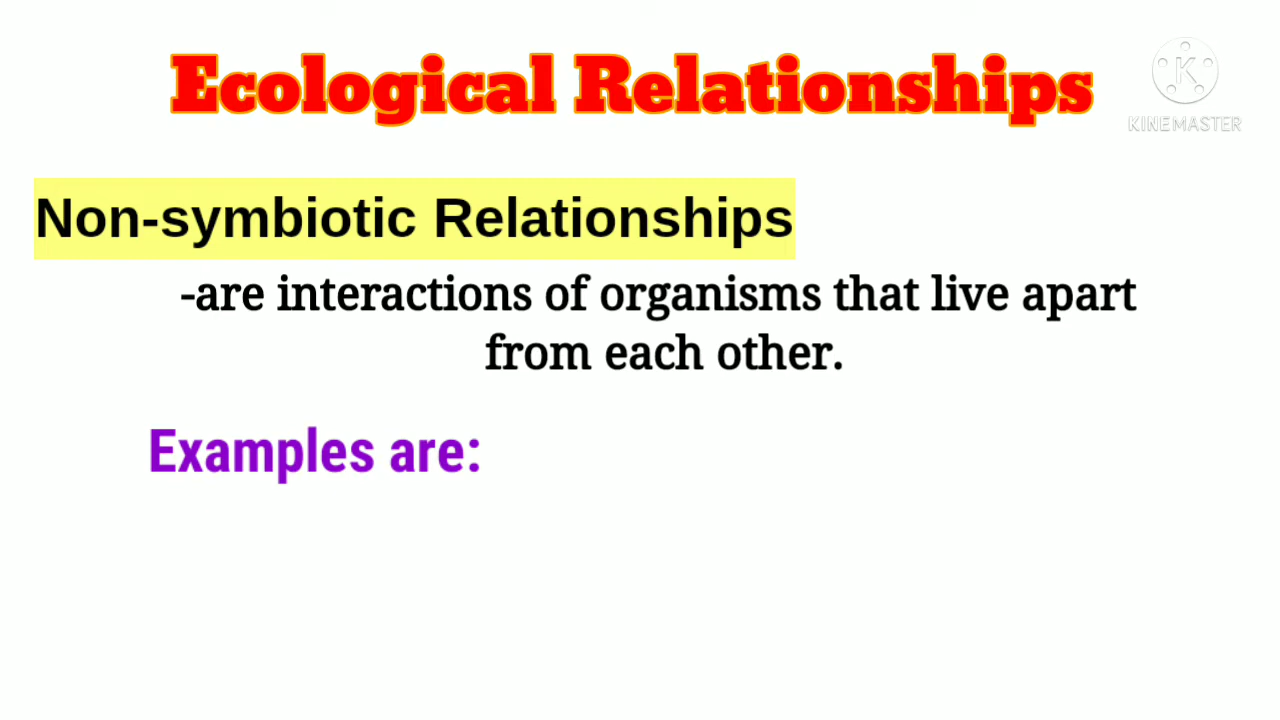 Ecological Relationships
K
KINEMASTER
Non-symbiotic Relationships
-are interactions of organisms that live apart
from each other.
Examples are: